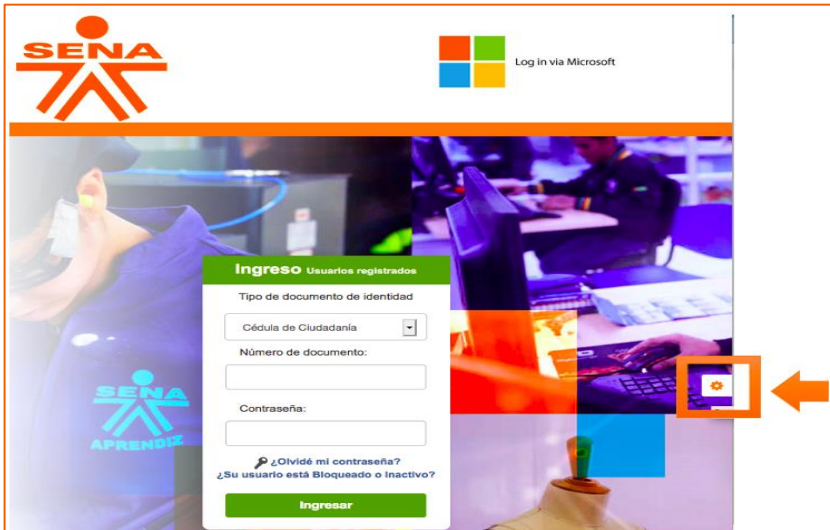 SENA
Log in via Microsoft
Ingreso Usuarios registrados
Tipo de documento de identidad
Cédula de Ciudadanía
Número de documento:
Contraseña:
¿Olvidé mi contraseña?
¿Su usuario está Bloqueado o Inactivo?
Ingresar
SENA
APRENDIZ